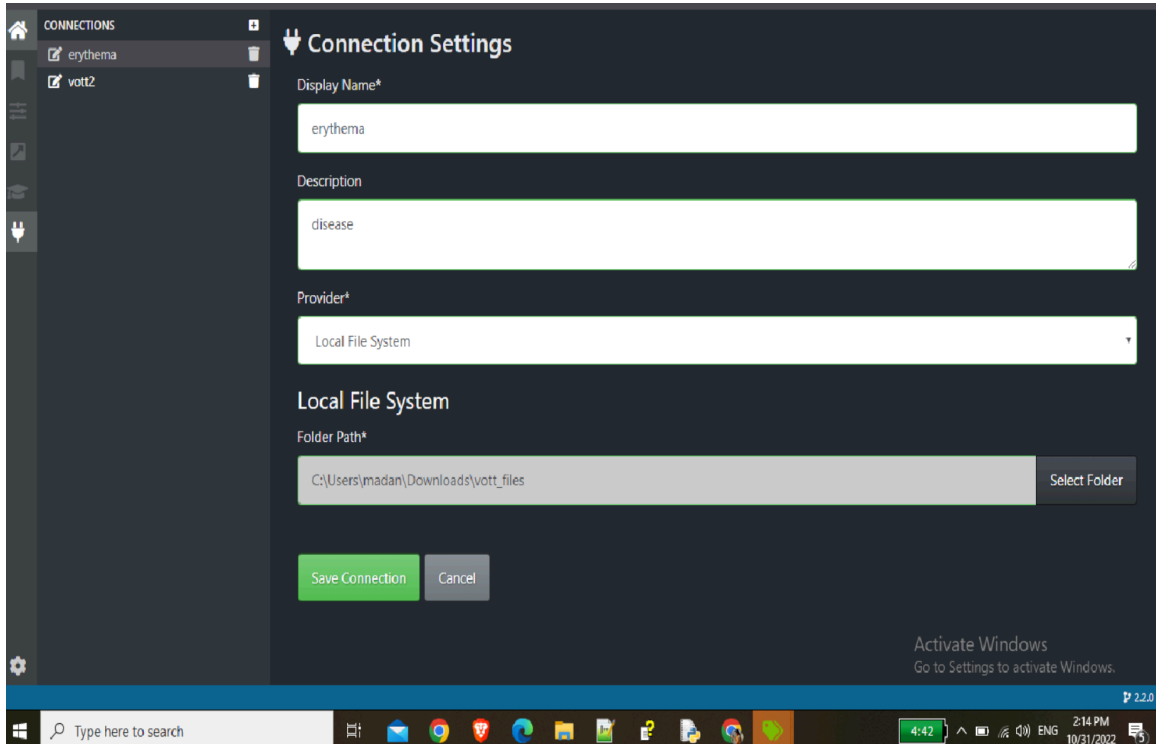 CONNECTIONS
erythema
vott2
Connection Settings
Display Name*
erythema
Description
disease
Provider*
Local File System
Local File System
Folder Path*
C:\Users\madan\Downloads\vott_files
Select Folder
Save Connection
Cancel
Activate Windows
Go to Settings to activate Windows.
2.2.0
Type here to search
4:42
ENG
2:14 PM
10/31/2022
5